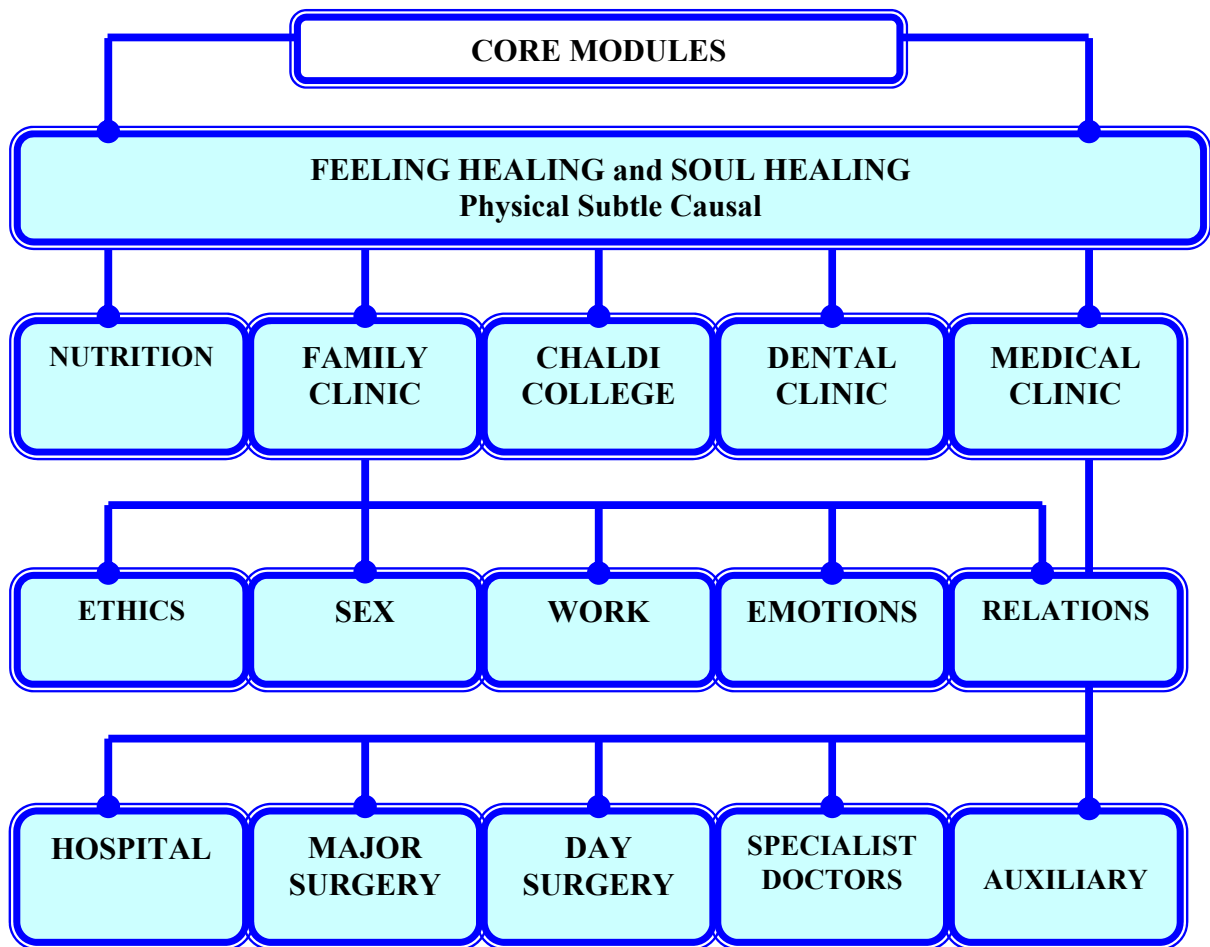 CORE MODULES
FEELING HEALING and SOUL HEALING
Physical Subtle Causal
NUTRITION
FAMILY
CLINIC
CHALDI
COLLEGE
DENTAL
CLINIC
MEDICAL
CLINIC
ETHICS
SEX
WORK
EMOTIONS
RELATIONS
HOSPITAL
MAJOR
SURGERY
DAY
SURGERY
SPECIALIST
DOCTORS
AUXILIARY